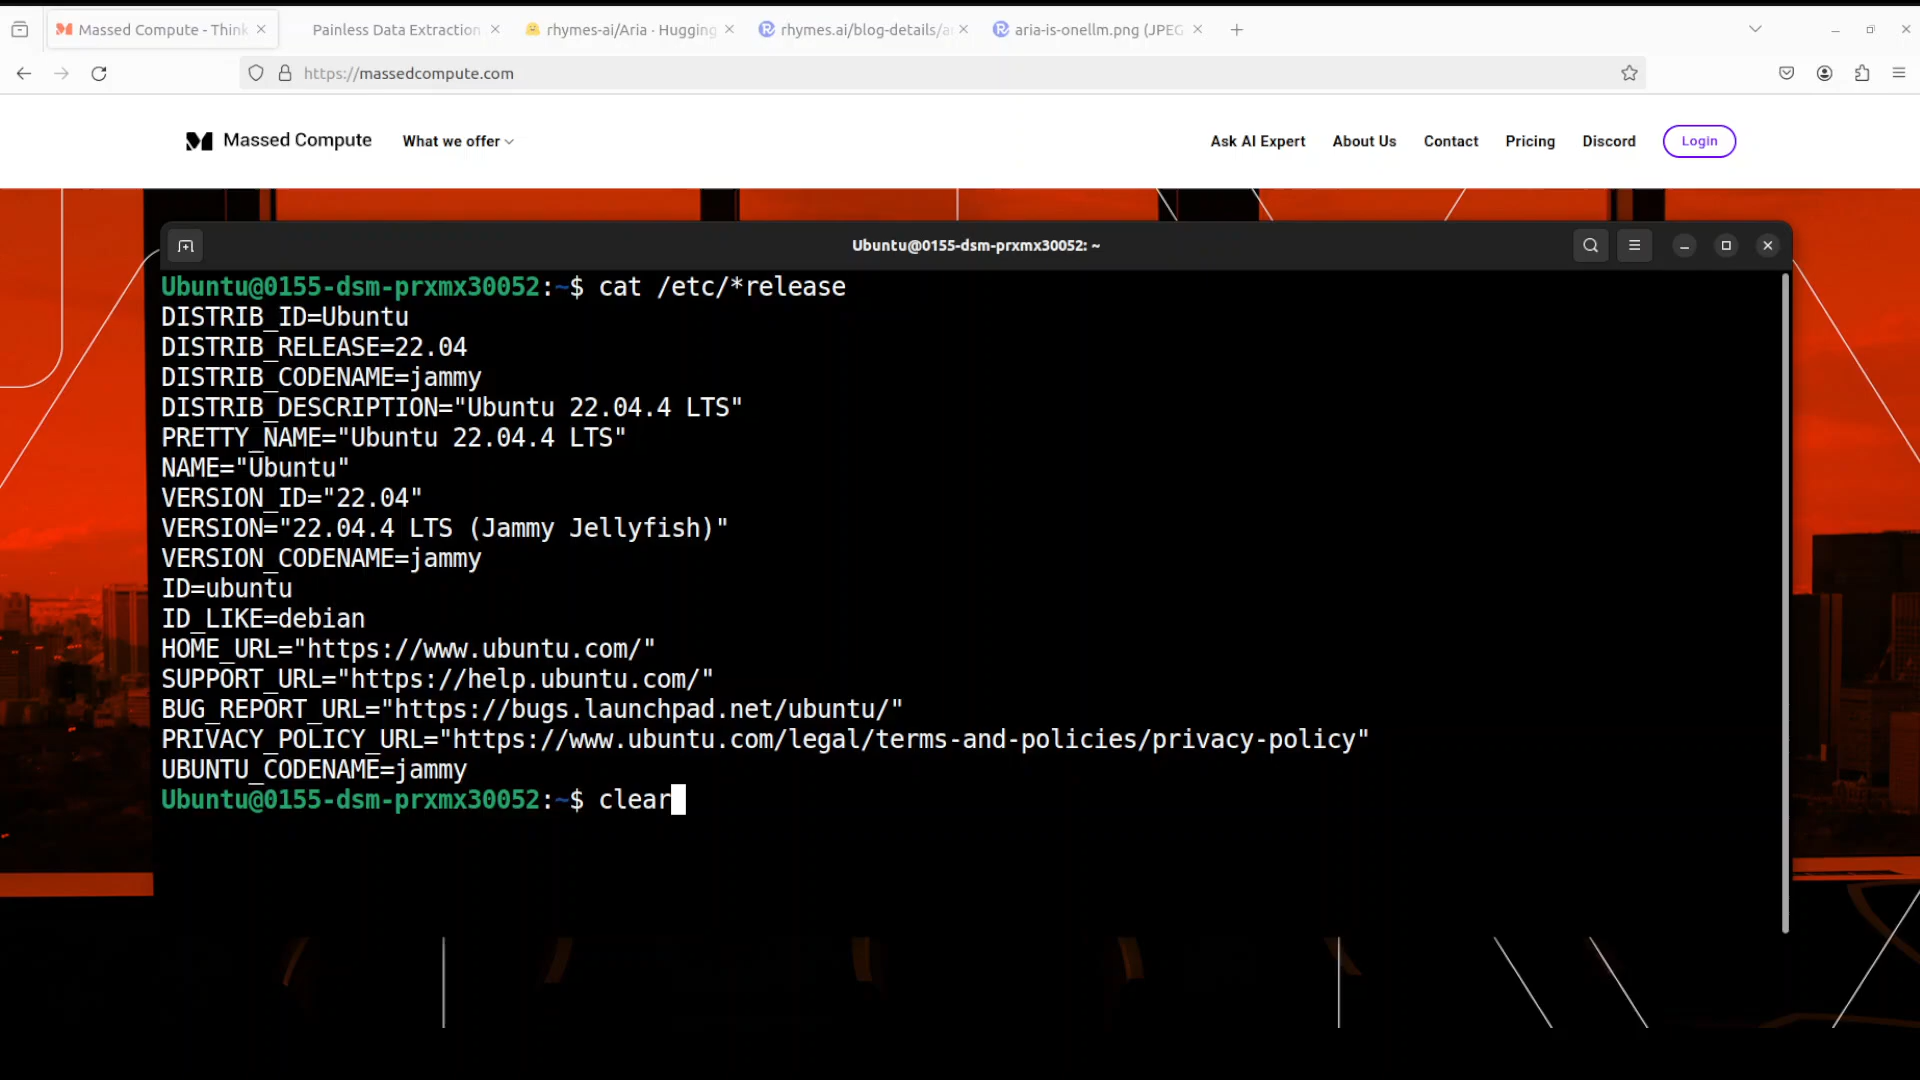 Massed Compute - Think
Painless Data Extraction
rhymes-ai/Aria · Hugging
rhymes.ai/blog-details/a
aria-is-onellm.png (JPEG
https://massedcompute.com
Massed Compute
What we offer
Ask AI Expert
About Us
Contact
Pricing
Discord
Login
Ubuntu@0155-dsm-prxmx30052: ~
Ubuntu@0155-dsm-prxmx30052:~$ cat /etc/*release
DISTRIB_ID=Ubuntu
DISTRIB_RELEASE=22.04
DISTRIB_CODENAME=jammy
DISTRIB_DESCRIPTION="Ubuntu 22.04.4 LTS"
PRETTY_NAME="Ubuntu 22.04.4 LTS"
NAME="Ubuntu"
VERSION_ID="22.04"
VERSION="22.04.4 LTS (Jammy Jellyfish)"
VERSION_CODENAME=jammy
ID=ubuntu
ID_LIKE=debian
HOME_URL="https://www.ubuntu.com/"
SUPPORT_URL="https://help.ubuntu.com/"
BUG_REPORT_URL="https://bugs.launchpad.net/ubuntu/"
PRIVACY_POLICY_URL="https://www.ubuntu.com/legal/terms-and-policies/privacy-policy"
UBUNTU_CODENAME=jammy
Ubuntu@0155-dsm-prxmx30052:~$ clear